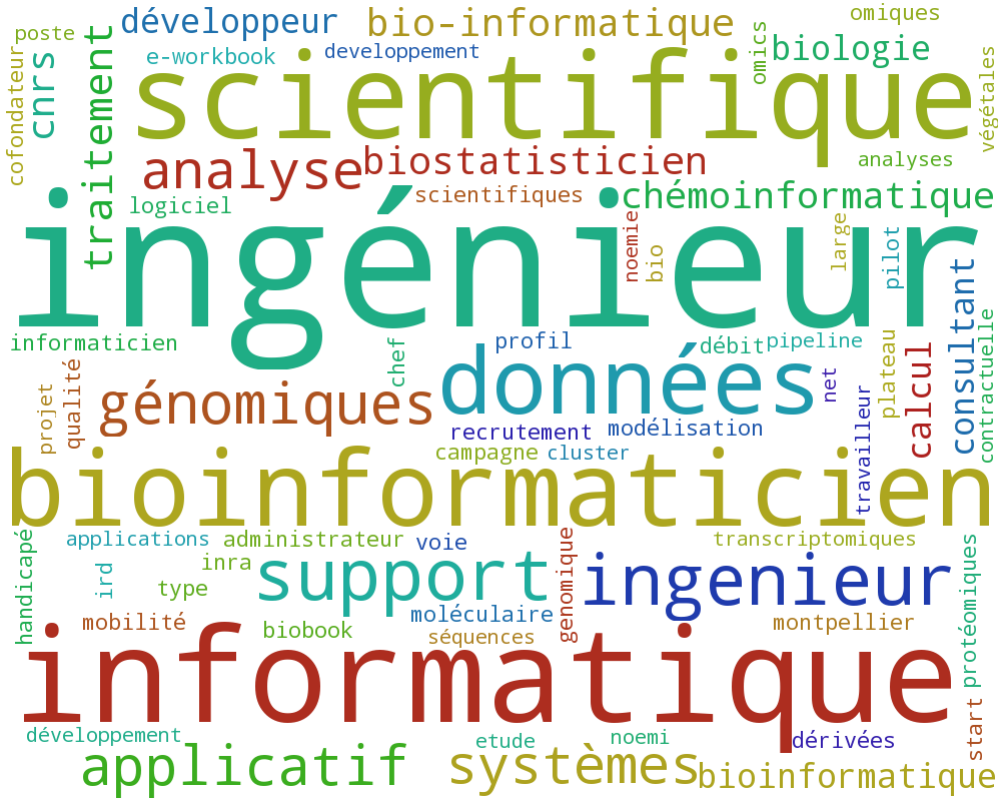 poste
développeur
bio-informatique
omiques
e-workbook
developpement
omics
biologie
cofondateur
cnrs
traitement
scientifique
végétales
analyse
biostatisticien
analyses
logiciel
scientifiques
chémoinformatique
ingénieur
noemie
bio
large
pilot
consultant
informaticien
chef
profil
débit
pipeline
contractuelle
projet
qualité
génomiques
données
net
plateau
calcul
recrutement
modélisation
travailleur
campagne
cluster
bioinformaticien
handicapé
applications
administrateur
voie
transcriptomiques
ird
inra
type
support
génomique
ingenieur
protéomiques
mobilité
biobook
moléculaire
séquences
montpellier
informatique
start
développement
etude
noemi
dérivées
applicatif
systèmes
bioinformatique